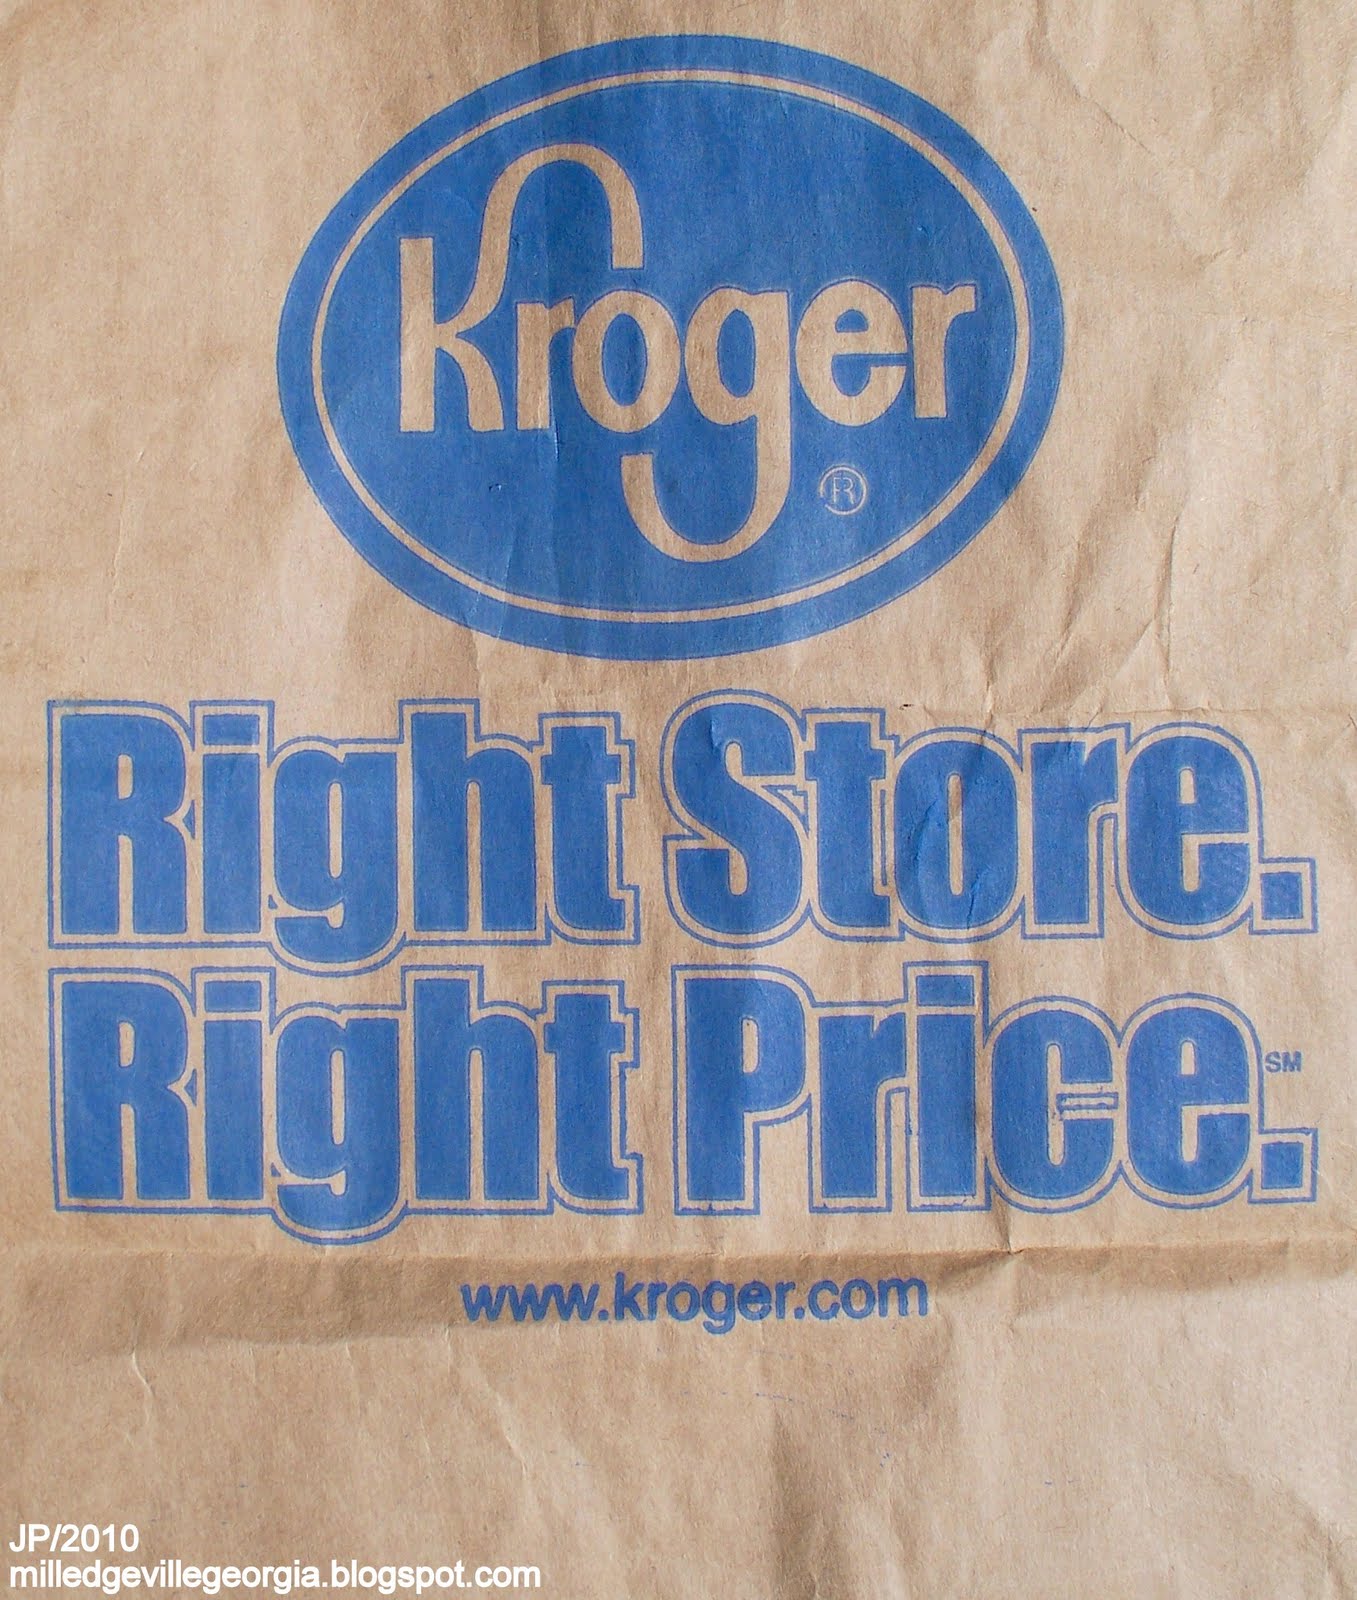 Kroger®
Right Store.
Right Price.℠
www.kroger.com
JP/2010
milledgevillegeorgia.blogspot.com